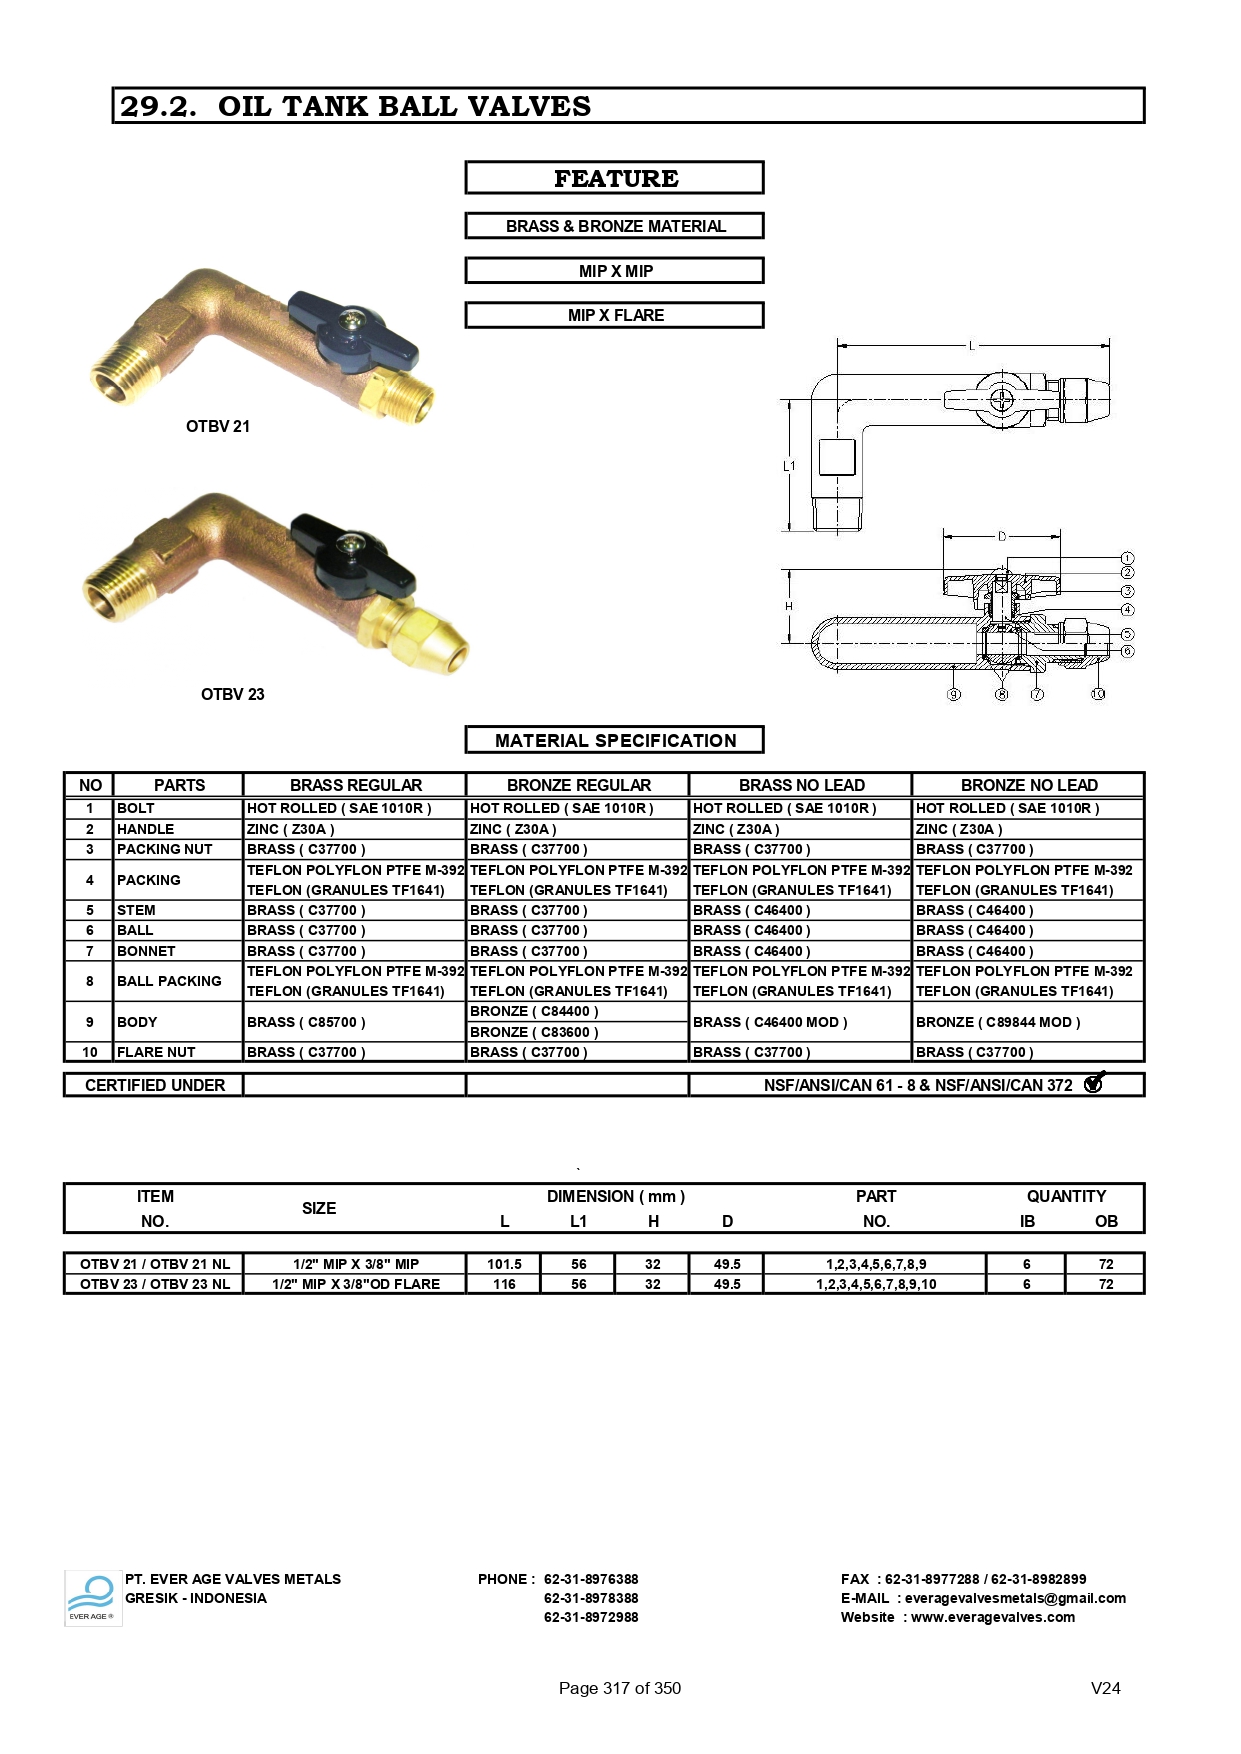 29.2.  OIL TANK BALL VALVES
FEATURE
BRASS & BRONZE MATERIAL
MIP X MIP
MIP X FLARE
OTBV 21
OTBV 23
L
L1
D
H
1
2
3
4
5
6
9
8
7
10
MATERIAL SPECIFICATION
NO PARTS BRASS REGULAR BRONZE REGULAR BRASS NO LEAD BRONZE NO LEAD
1 BOLT HOT ROLLED ( SAE 1010R ) HOT ROLLED ( SAE 1010R ) HOT ROLLED ( SAE 1010R ) HOT ROLLED ( SAE 1010R )
2 HANDLE ZINC ( Z30A ) ZINC ( Z30A ) ZINC ( Z30A ) ZINC ( Z30A )
3 PACKING NUT BRASS ( C37700 ) BRASS ( C37700 ) BRASS ( C37700 ) BRASS ( C37700 )
4 PACKING TEFLON POLYFLON PTFE M-392 TEFLON POLYFLON PTFE M-392 TEFLON POLYFLON PTFE M-392 TEFLON POLYFLON PTFE M-392
TEFLON (GRANULES TF1641) TEFLON (GRANULES TF1641) TEFLON (GRANULES TF1641) TEFLON (GRANULES TF1641)
5 STEM BRASS ( C37700 ) BRASS ( C37700 ) BRASS ( C46400 ) BRASS ( C46400 )
6 BALL BRASS ( C37700 ) BRASS ( C37700 ) BRASS ( C46400 ) BRASS ( C46400 )
7 BONNET BRASS ( C37700 ) BRASS ( C37700 ) BRASS ( C46400 ) BRASS ( C46400 )
8 BALL PACKING TEFLON POLYFLON PTFE M-392 TEFLON POLYFLON PTFE M-392 TEFLON POLYFLON PTFE M-392 TEFLON POLYFLON PTFE M-392
TEFLON (GRANULES TF1641) TEFLON (GRANULES TF1641) TEFLON (GRANULES TF1641) TEFLON (GRANULES TF1641)
9 BODY BRASS ( C85700 ) BRONZE ( C84400 ) BRASS ( C46400 MOD ) BRONZE ( C89844 MOD )
BRONZE ( C83600 )
10 FLARE NUT BRASS ( C37700 ) BRASS ( C37700 ) BRASS ( C37700 ) BRASS ( C37700 )
CERTIFIED UNDER NSF/ANSI/CAN 61 - 8 & NSF/ANSI/CAN 372
`
ITEM DIMENSION ( mm ) PART QUANTITY
SIZE
NO. L L1 H D NO. IB OB
OTBV 21 / OTBV 21 NL 1/2" MIP X 3/8" MIP 101.5 56 32 49.5 1,2,3,4,5,6,7,8,9 6 72
OTBV 23 / OTBV 23 NL 1/2" MIP X 3/8"OD FLARE 116 56 32 49.5 1,2,3,4,5,6,7,8,9,10 6 72
EVER AGE ®
PT. EVER AGE VALVES METALS PHONE : 62-31-8976388 FAX : 62-31-8977288 / 62-31-8982899
GRESIK - INDONESIA 62-31-8978388 E-MAIL : everagevalvesmetals@gmail.com
62-31-8972988 Website : www.everagevalves.com
Page 317 of 350 V24